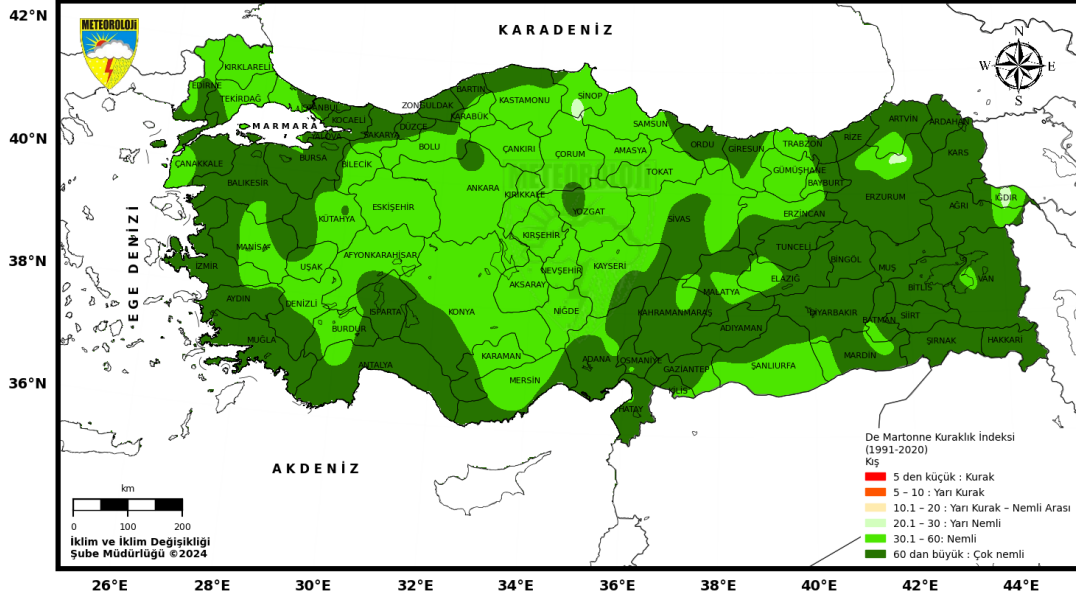 METEOROLOJİ
KARADENİZ
N
W
E
S
42°N
40°N
38°N
36°N
KIRKLARELİ
EDİRNE
TEKİRDAĞ
İSTANBUL
KOCAELİ
YALOVA
SAKARYA
DÜZCE
ZONGULDAK
BARTIN
KARABÜK
KASTAMONU
SİNOP
SAMSUN
ORDU
GİRESUN
TRABZON
RİZE
ARTVİN
ARDAHAN
KARS
MARMARA
ÇANAKKALE
BURSA
BİLECİK
BOLU
ÇANKIRI
ÇORUM
AMASYA
TOKAT
GÜMÜŞHANE
BAYBURT
METEOROLOJİ
BALIKESİR
ESKİŞEHİR
ANKARA
KIRIKKALE
YOZGAT
SİVAS
ERZİNCAN
ERZURUM
AĞRI
IĞDIR
KÜTAHYA
MANİSA
UŞAK
AFYONKARAHİSAR
KIRŞEHİR
NEVŞEHİR
KAYSERİ
TUNCELİ
BİNGÖL
MUŞ
BİTLİS
VAN
İZMİR
AYDIN
DENİZLİ
ISPARTA
BURDUR
KONYA
AKSARAY
NİĞDE
MALATYA
ELAZIĞ
KAHRAMANMARAŞ
ADIYAMAN
DİYARBAKIR
BATMAN
SİİRT
ŞIRNAK
HAKKARİ
MARDİN
MUĞLA
ANTALYA
KARAMAN
MERSİN
ADANA
OSMANİYE
GAZİANTEP
KİLİS
ŞANLIURFA
HATAY
EGE DENİZİ
AKDENİZ
km
0 100 200
İklim ve İklim Değişikliği
Şube Müdürlüğü ©2024
De Martonne Kuraklık İndeksi
(1991-2020)
Kış
5 den küçük : Kurak
5 – 10 : Yarı Kurak
10.1 – 20 : Yarı Kurak – Nemli Arası
20.1 – 30 : Yarı Nemli
30.1 – 60: Nemli
60 dan büyük : Çok nemli
26°E 28°E 30°E 32°E 34°E 36°E 38°E 40°E 42°E 44°E